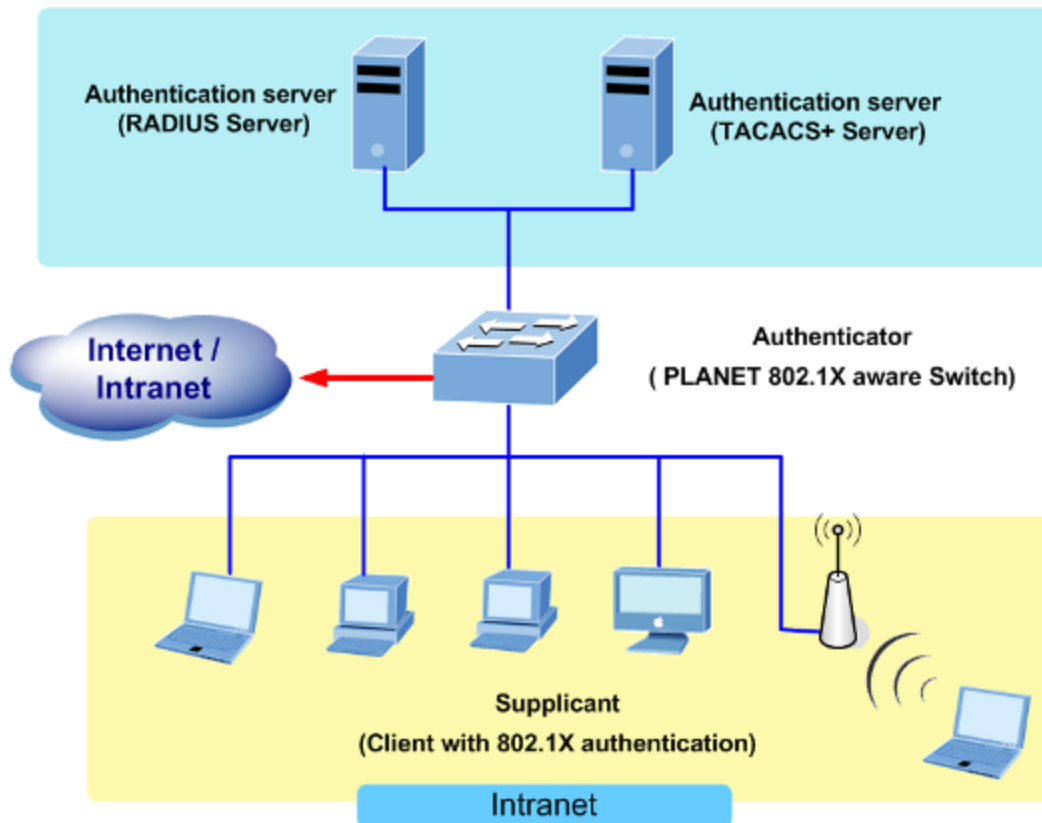 Authentication server
(RADIUS Server)
Authentication server
(TACACS+ Server)
Internet /
Intranet
Authenticator
( PLANET 802.1X aware Switch)
Supplicant
(Client with 802.1X authentication)
Intranet